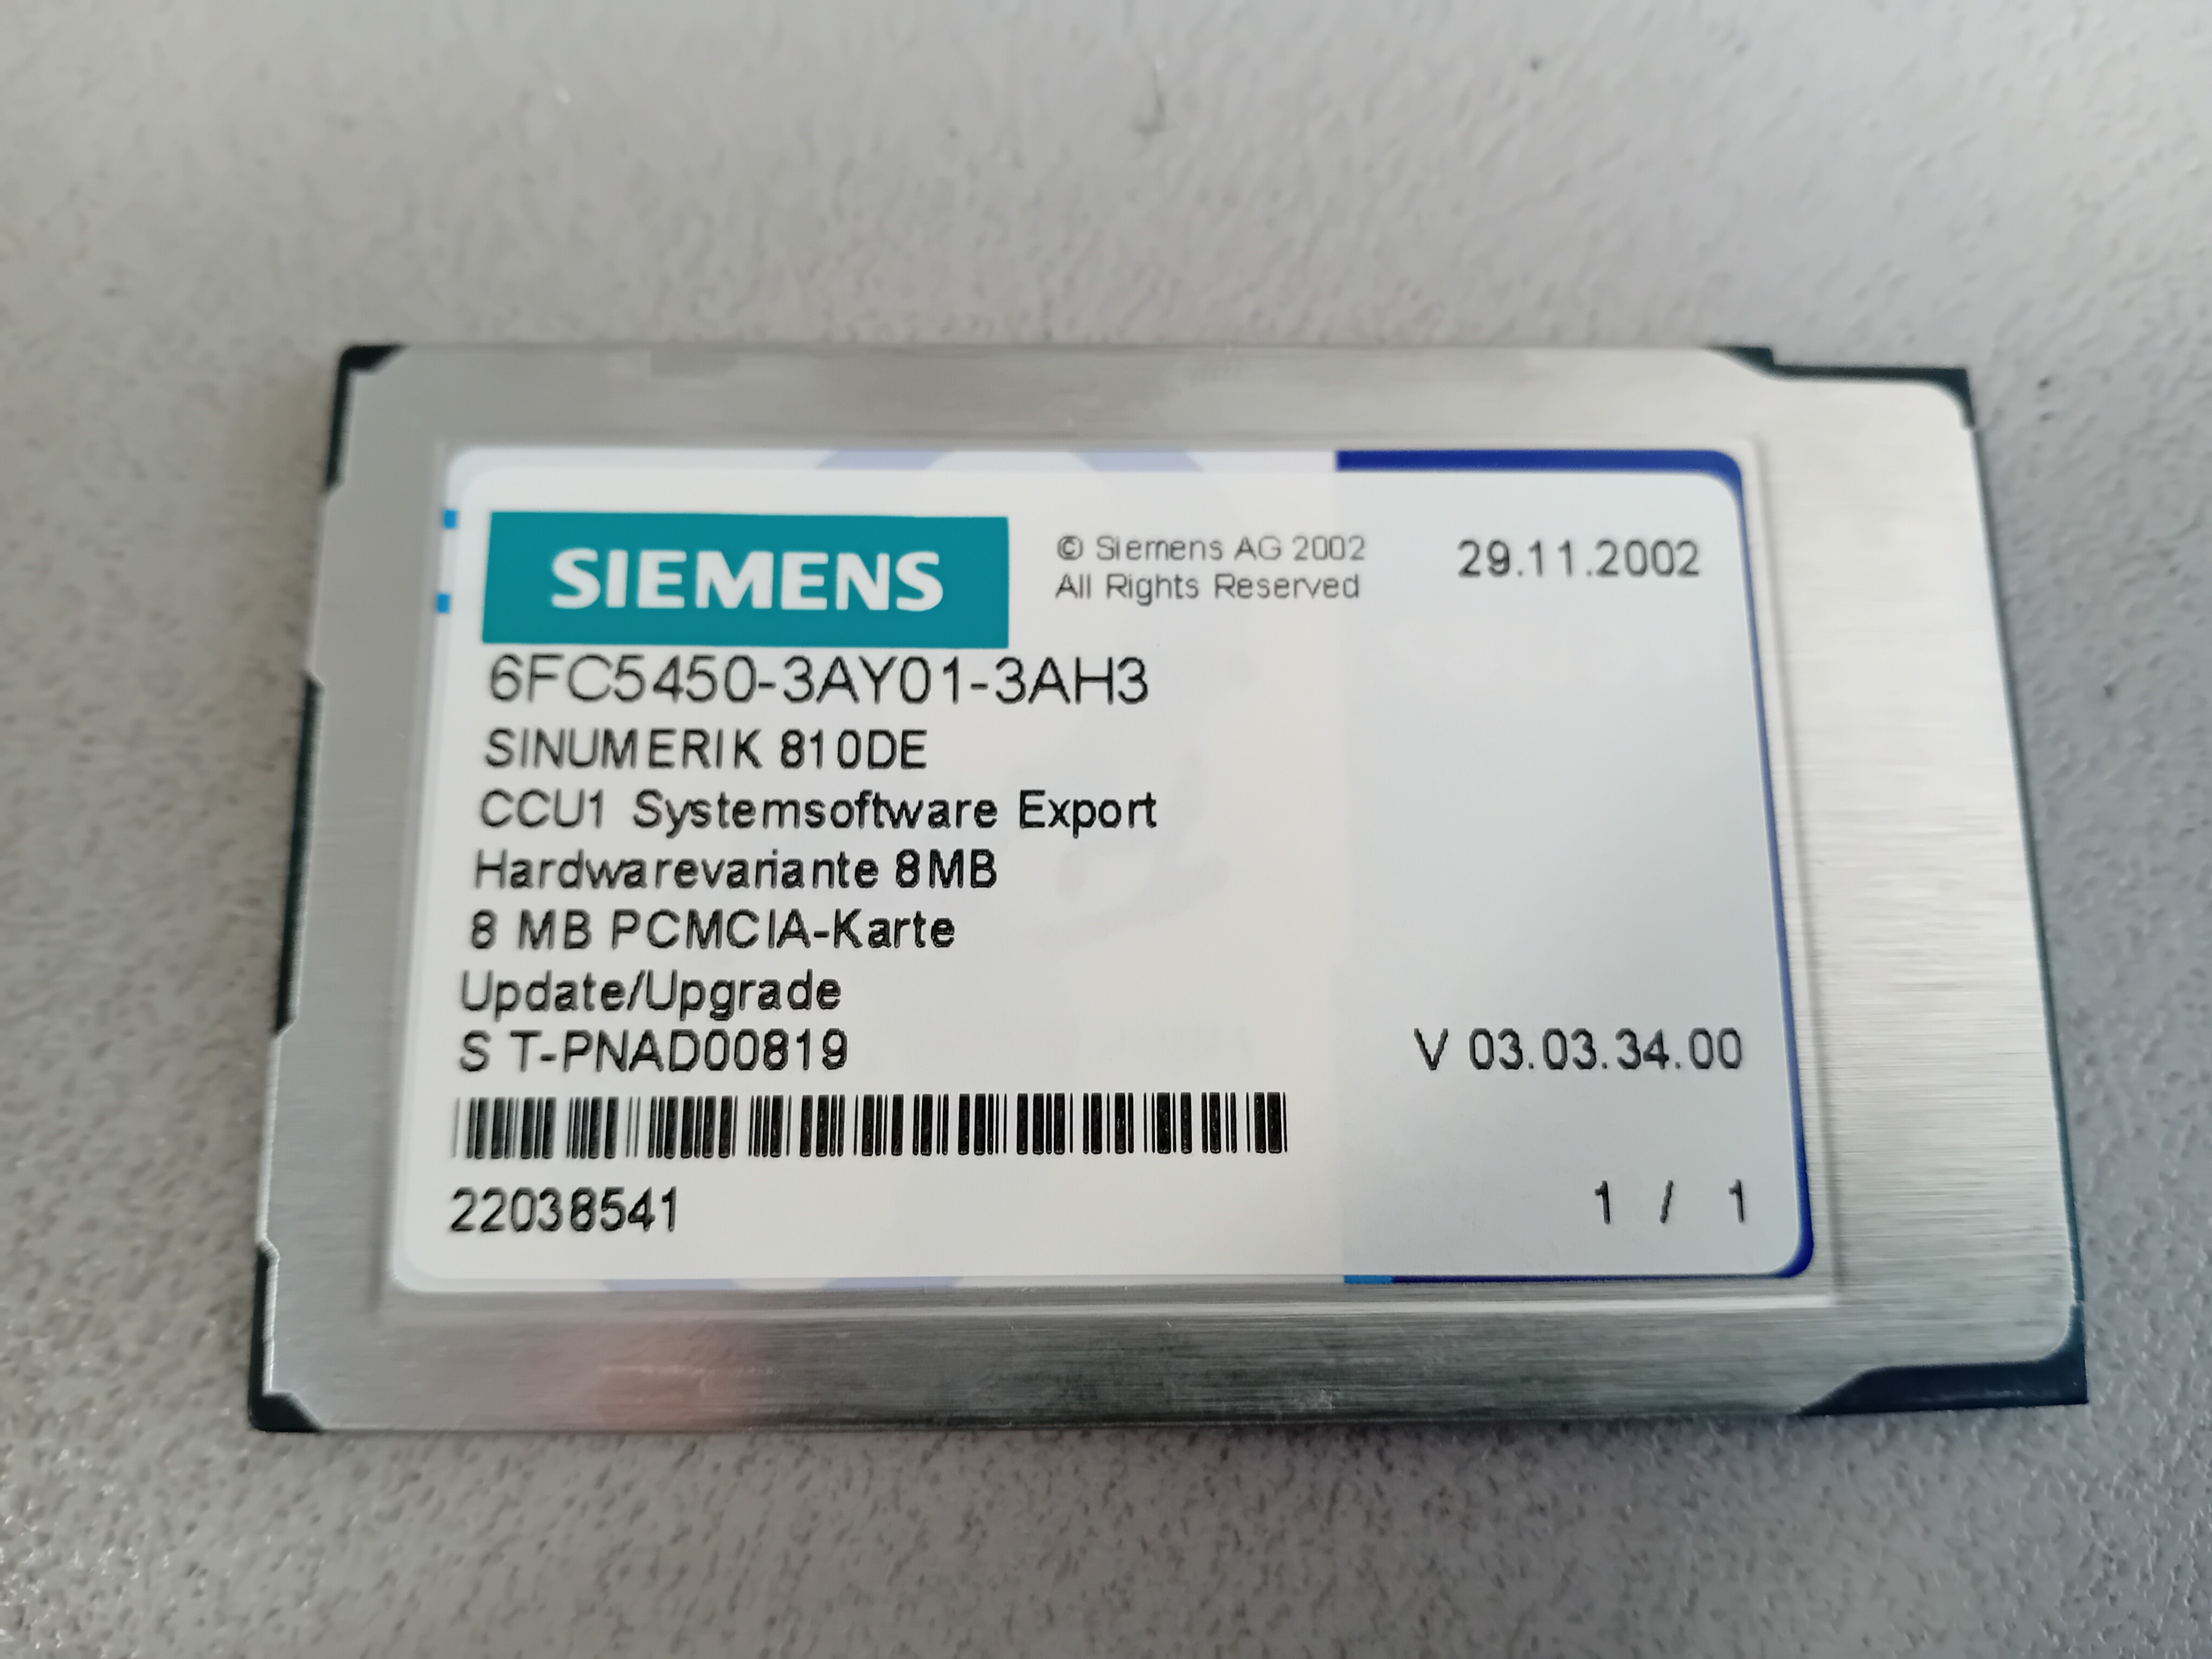 SIEMENS
© Siemens AG 2002
All Rights Reserved
29.11.2002
6FC5450-3AY01-3AH3
SINUMERIK 810DE
CCU1 Systemsoftware Export
Hardwarevariante 8MB
8 MB PCMCIA-Karte
Update/Upgrade
S T-PNAD00819
V 03.03.34.00
22038541
1 / 1